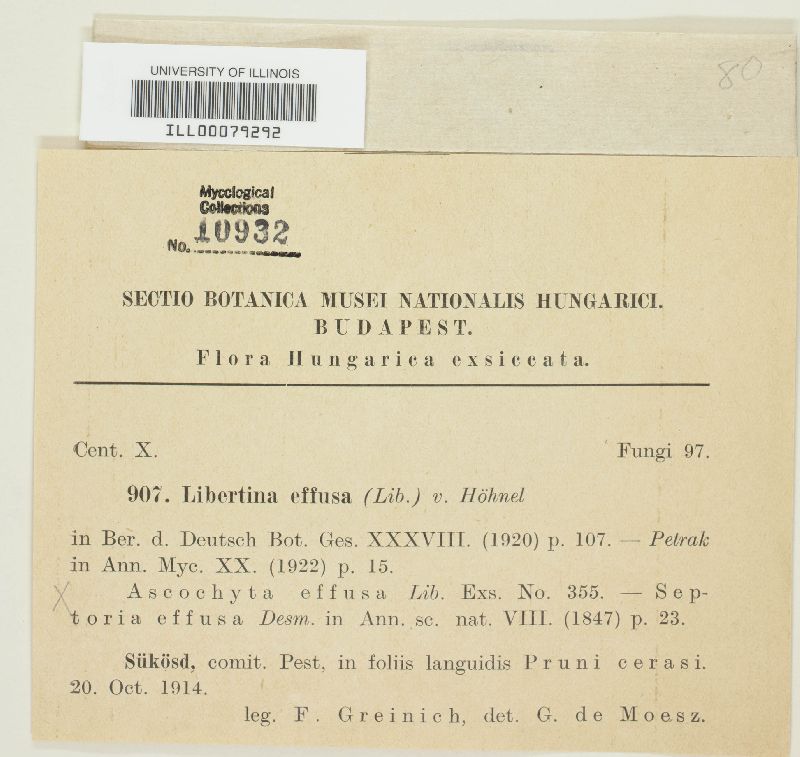 80
UNIVERSITY OF ILLINOIS
ILL00079292
Mycological
Collections
No. 10932
SECTIO BOTANICA MUSEI NATIONALIS HUNGARICI.
BUDAPEST.
Flora Hungarica exsiccata.
Cent. X. Fungi 97.
907. Libertina effusa (Lib.) v. Höhnel
in Ber. d. Deutsch Bot. Ges. XXXVIII. (1920) p. 107. — Petrak
in Ann. Myc. XX. (1922) p. 15.
Ascochyta effusa Lib. Exs. No. 355. — Sep-
X toria effusa Desm. in Ann. sc. nat. VIII. (1847) p. 23.
Sükösd, comit. Pest, in foliis languidis Pruni cerasi.
20. Oct. 1914.
leg. F. Greinich, det. G. de Moesz.